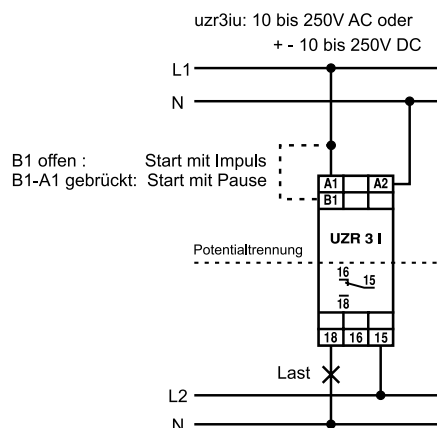 uzr3iu: 10 bis 250V AC oder
+ - 10 bis 250V DC
L1
N
B1 offen : Start mit Impuls
B1-A1 gebrückt: Start mit Pause
A1 A2
B1
UZR 3 I
Potentialtrennung
16
15
18
18 16 15
Last
L2
N